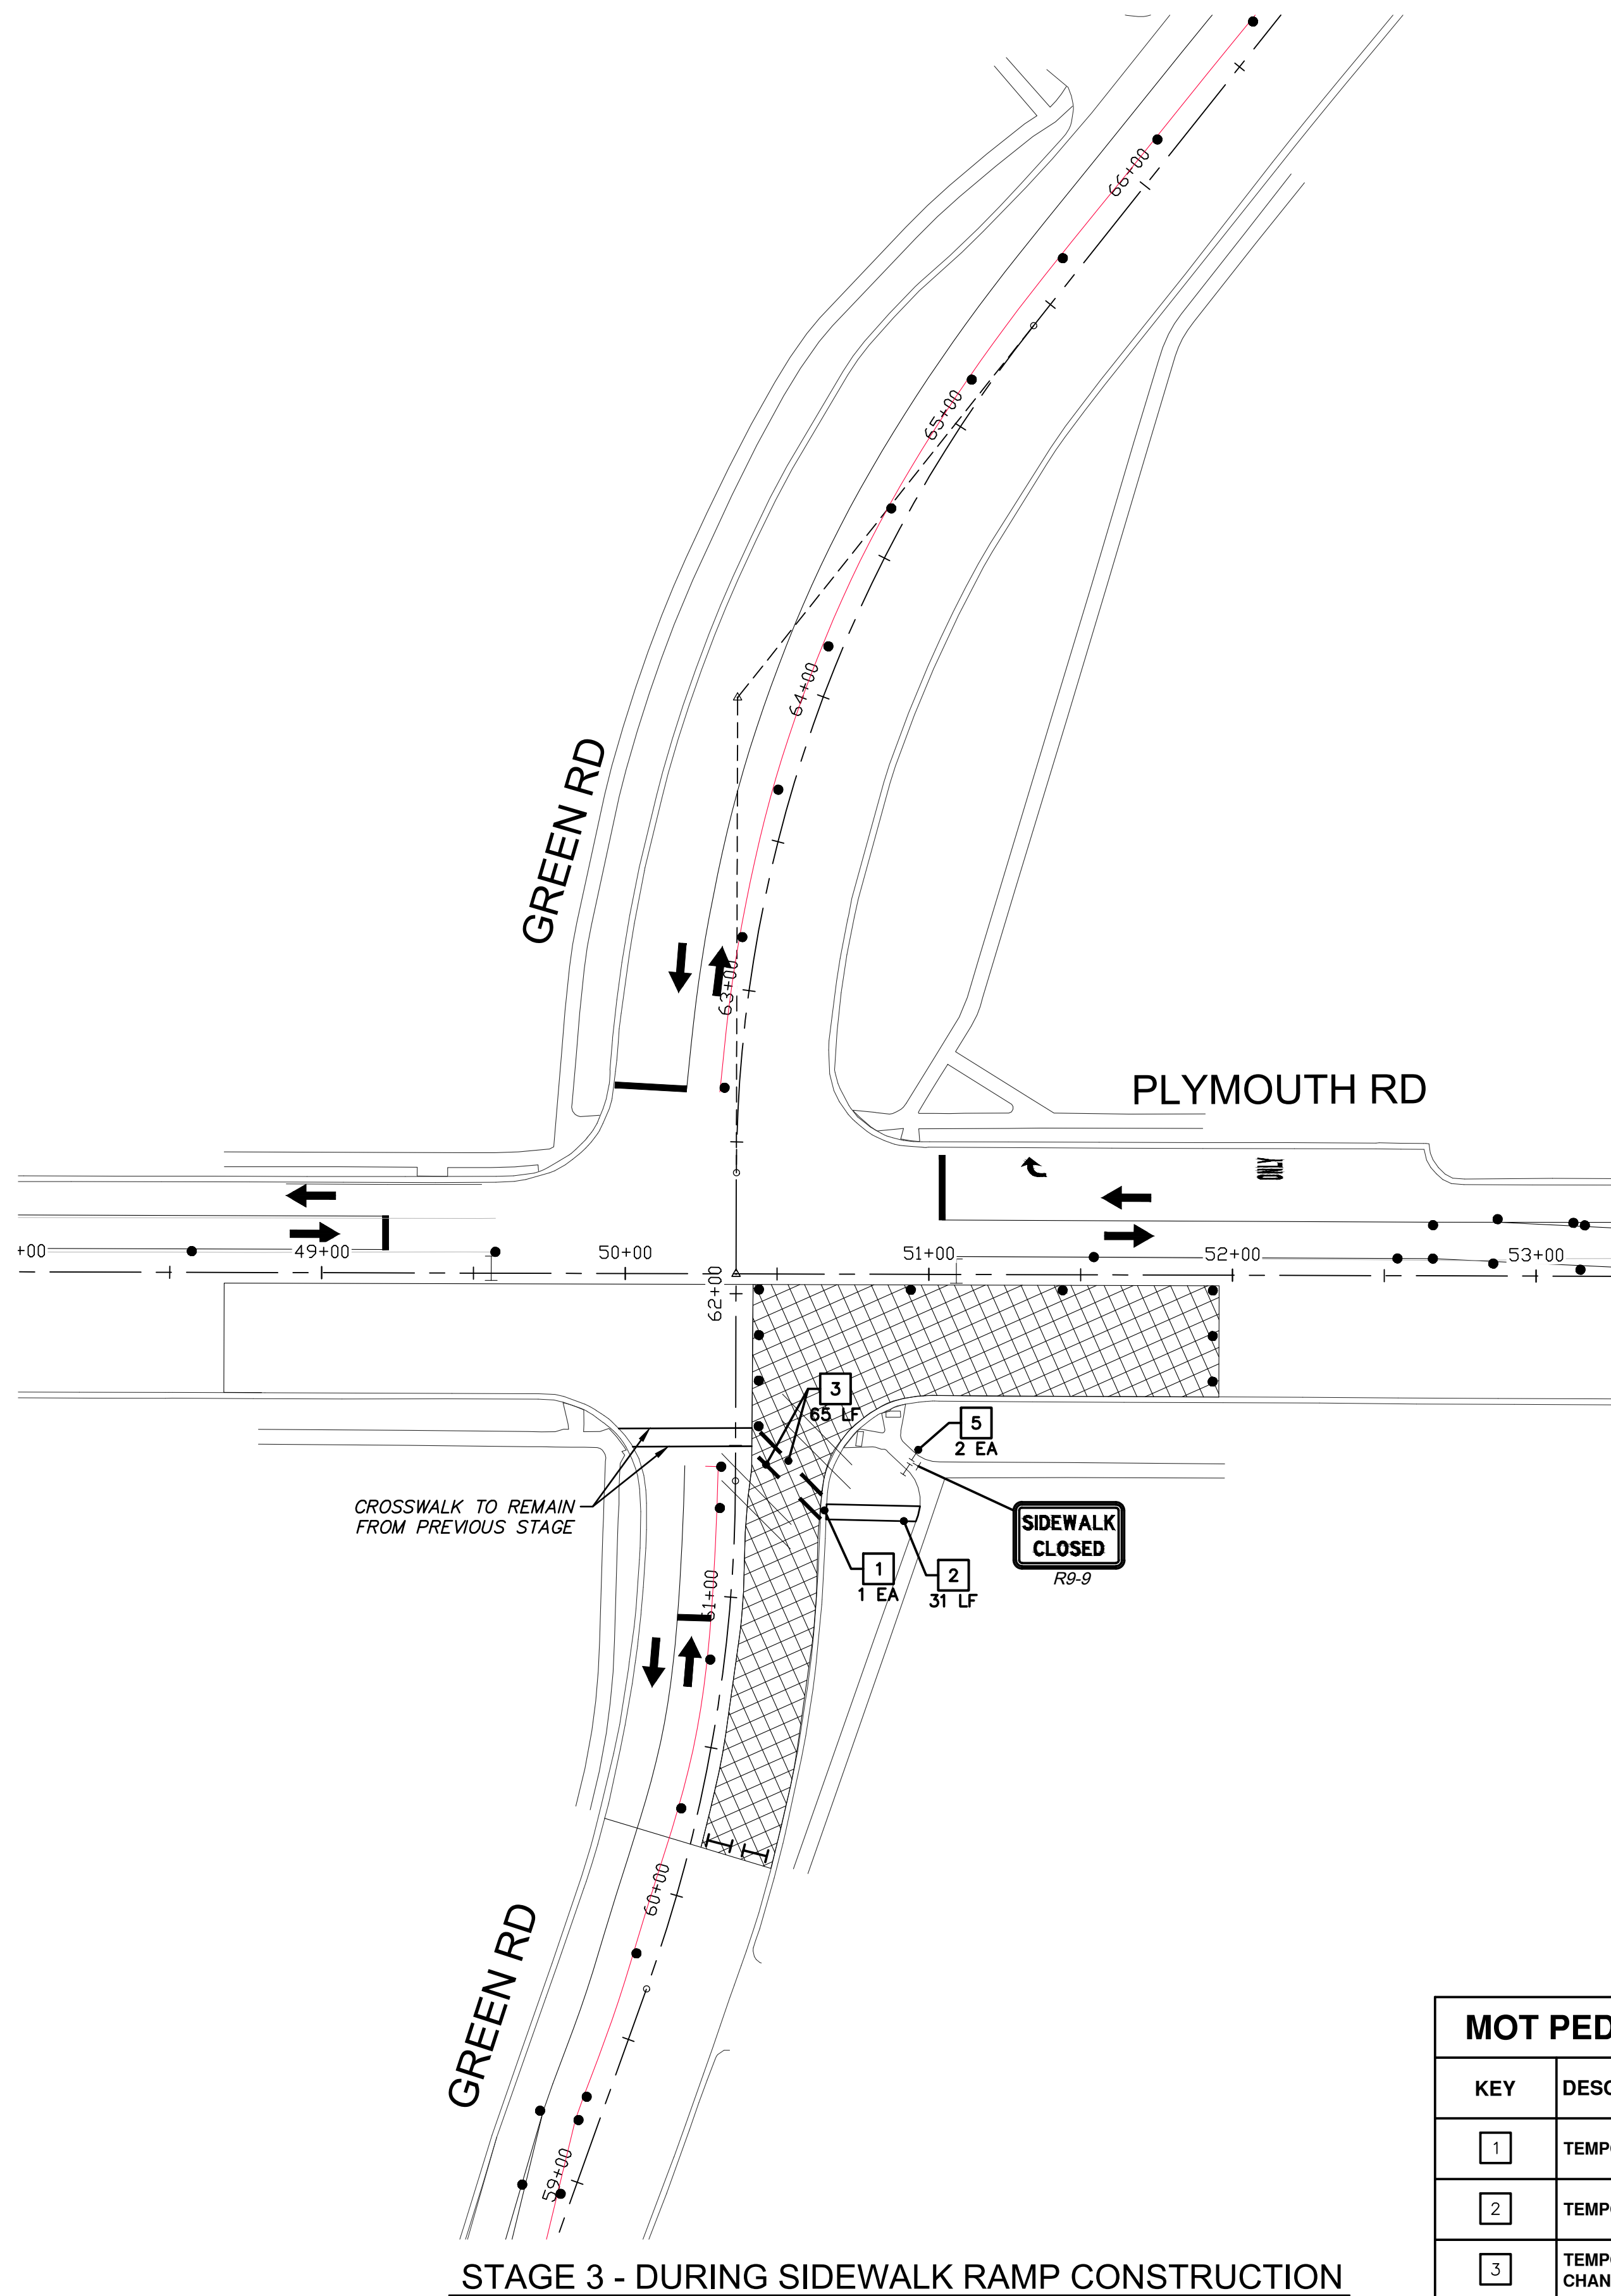 66+00
65+00
64+00
GREEN RD
63+00
PLYMOUTH RD
ONLY
+00
49+00
50+00
51+00
52+00
53+00
62+00
3
65 LF
5
2 EA
CROSSWALK TO REMAIN
FROM PREVIOUS STAGE
SIDEWALK
CLOSED
R9-9
1
1 EA
2
31 LF
61+00
60+00
GREEN RD
59+00
MOT PED
KEY
DESC
1
TEMP
2
TEMP
3
TEMP
CHAN
STAGE 3 - DURING SIDEWALK RAMP CONSTRUCTION